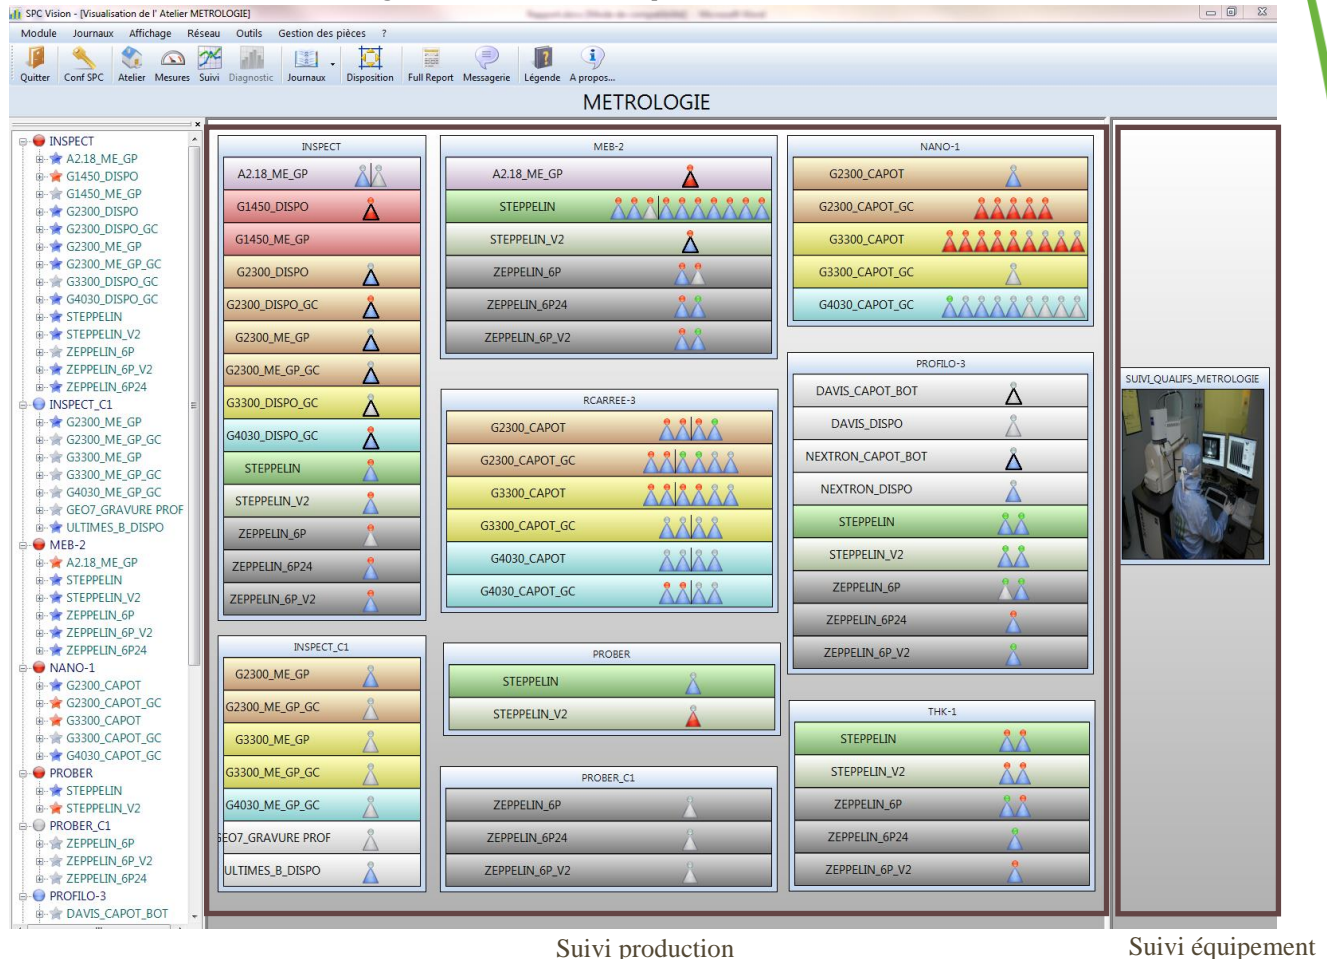 SPC Vision - [Visualisation de l' Atelier METROLOGIE]
Module Journaux Affichage Réseau Outils Gestion des pièces ?
Quitter Conf SPC Atelier Mesures Suivi Diagnostic Journaux Disposition Full Report Messagerie Légende A propos...
METROLOGIE
INSPECT
A2.18_ME_GP
G1450_DISPO
G1450_ME_GP
G2300_DISPO
G2300_DISPO_GC
G2300_ME_GP
G2300_ME_GP_GC
G3300_DISPO_GC
G4030_DISPO_GC
STEPPELIN
STEPPELIN_V2
ZEPPELIN_6P
ZEPPELIN_6P_V2
ZEPPELIN_6P24
INSPECT_C1
G2300_ME_GP
G2300_ME_GP_GC
G3300_ME_GP
G3300_ME_GP_GC
G4030_ME_GP_GC
GEO7_GRAVURE PROF
ULTIMES_B_DISPO
MEB-2
A2.18_ME_GP
STEPPELIN
STEPPELIN_V2
ZEPPELIN_6P
ZEPPELIN_6P_V2
ZEPPELIN_6P24
NANO-1
G2300_CAPOT
G2300_CAPOT_GC
G3300_CAPOT
G3300_CAPOT_GC
G4030_CAPOT_GC
PROBER
STEPPELIN
STEPPELIN_V2
PROBER_C1
ZEPPELIN_6P
ZEPPELIN_6P_V2
ZEPPELIN_6P24
PROFILO-3
DAVIS_CAPOT_BOT
INSPECT
A2.18_ME_GP
G1450_DISPO
G1450_ME_GP
G2300_DISPO
G2300_DISPO_GC
G2300_ME_GP
G2300_ME_GP_GC
G3300_DISPO_GC
G4030_DISPO_GC
STEPPELIN
STEPPELIN_V2
ZEPPELIN_6P
ZEPPELIN_6P24
ZEPPELIN_6P_V2
INSPECT_C1
G2300_ME_GP
G2300_ME_GP_GC
G3300_ME_GP
G3300_ME_GP_GC
G4030_ME_GP_GC
GEO7_GRAVURE PROF
ULTIMES_B_DISPO
MEB-2
A2.18_ME_GP
STEPPELIN
STEPPELIN_V2
ZEPPELIN_6P
ZEPPELIN_6P24
ZEPPELIN_6P_V2
RCARREE-3
G2300_CAPOT
G2300_CAPOT_GC
G3300_CAPOT
G3300_CAPOT_GC
G4030_CAPOT
G4030_CAPOT_GC
PROBER
STEPPELIN
STEPPELIN_V2
PROBER_C1
ZEPPELIN_6P
ZEPPELIN_6P24
ZEPPELIN_6P_V2
NANO-1
G2300_CAPOT
G2300_CAPOT_GC
G3300_CAPOT
G3300_CAPOT_GC
G4030_CAPOT_GC
PROFILO-3
DAVIS_CAPOT_BOT
DAVIS_DISPO
NEXTRON_CAPOT_BOT
NEXTRON_DISPO
STEPPELIN
STEPPELIN_V2
ZEPPELIN_6P
ZEPPELIN_6P24
ZEPPELIN_6P_V2
THK-1
STEPPELIN
STEPPELIN_V2
ZEPPELIN_6P
ZEPPELIN_6P24
ZEPPELIN_6P_V2
SUIVI_QUALIFS_METROLOGIE
Suivi production
Suivi équipement